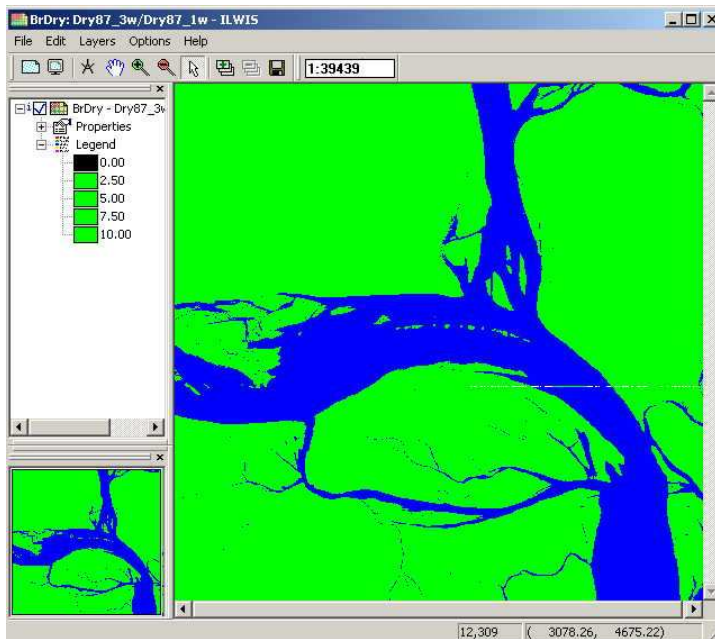 BrDry: Dry87_3w/Dry87_1w - ILWIS
File Edit Layers Options Help
1:39439
BrDry - Dry87_3w
Properties
Legend
0.00
2.50
5.00
7.50
10.00
12,309 ( 3078.26, 4675.22)